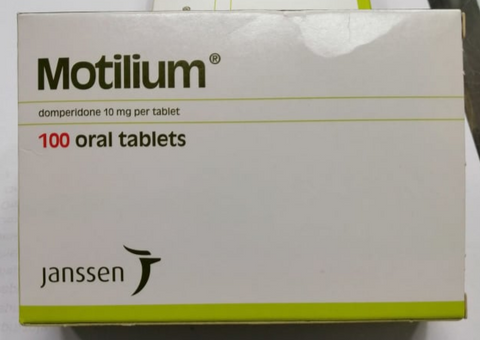 Motilium®
domperidone 10 mg per tablet
100 oral tablets
janssen